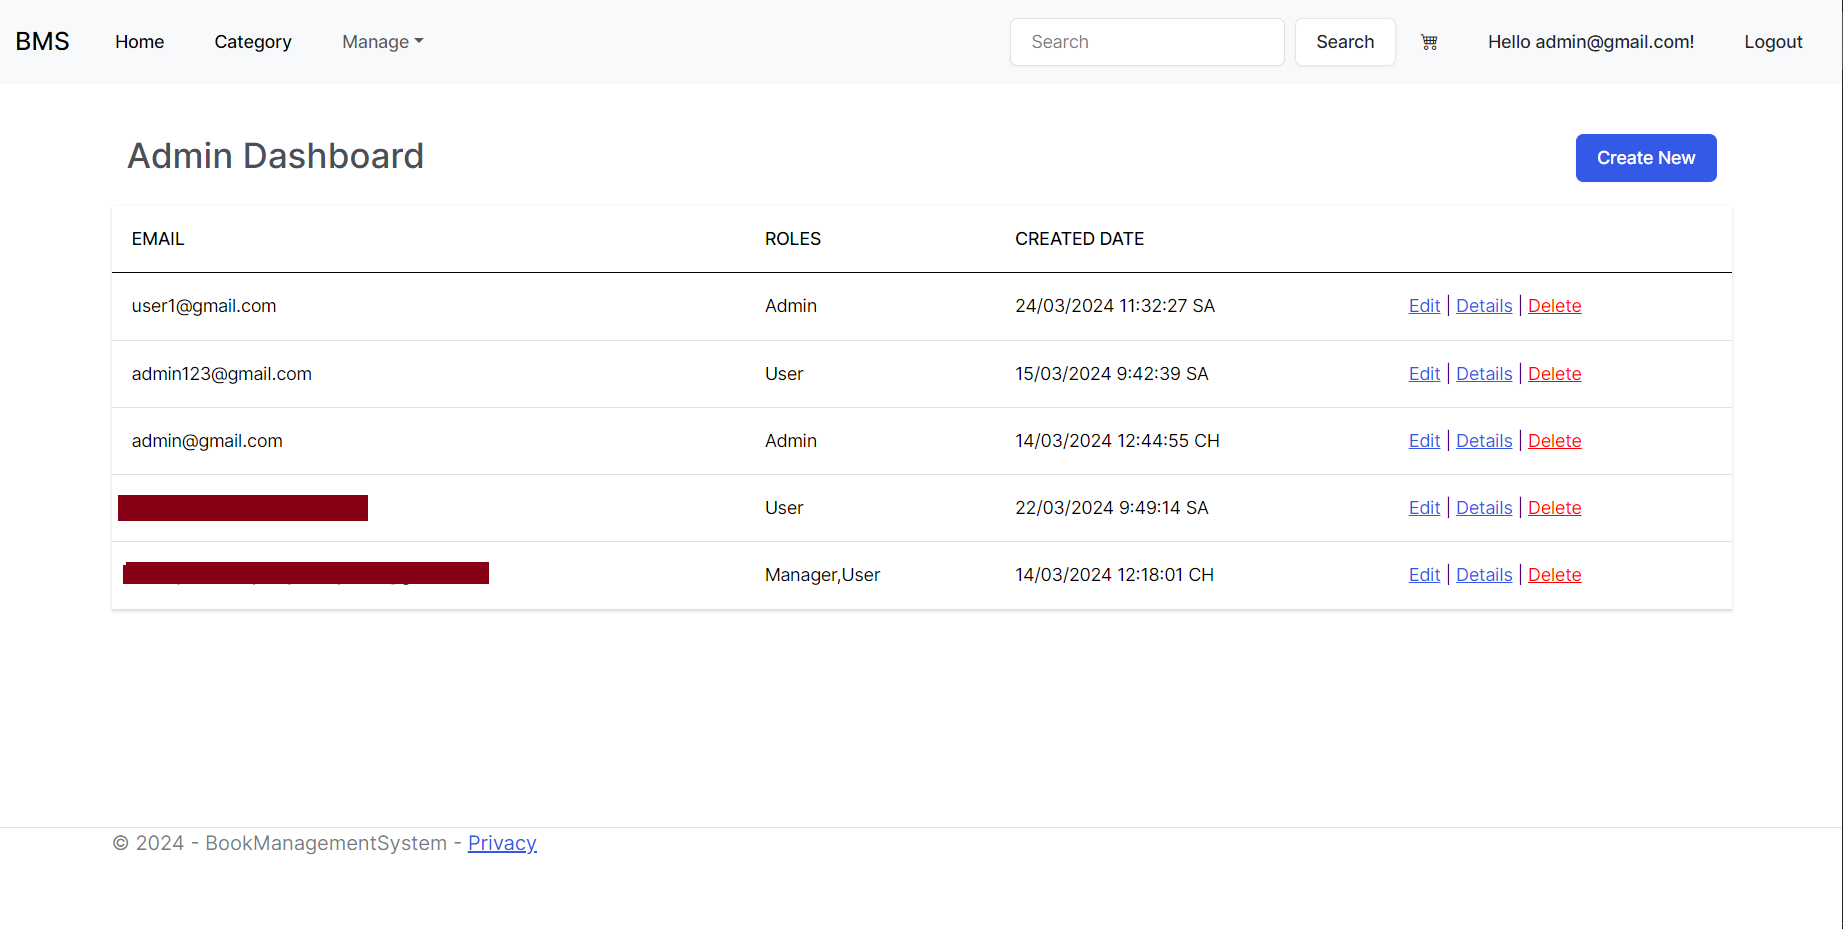 BMS Home Category Manage Search Search Hello admin@gmail.com! Logout
Admin Dashboard Create New
EMAIL ROLES CREATED DATE
user1@gmail.com Admin 24/03/2024 11:32:27 SA Edit | Details | Delete
admin123@gmail.com User 15/03/2024 9:42:39 SA Edit | Details | Delete
admin@gmail.com Admin 14/03/2024 12:44:55 CH Edit | Details | Delete
User 22/03/2024 9:49:14 SA Edit | Details | Delete
Manager,User 14/03/2024 12:18:01 CH Edit | Details | Delete
© 2024 - BookManagementSystem - Privacy